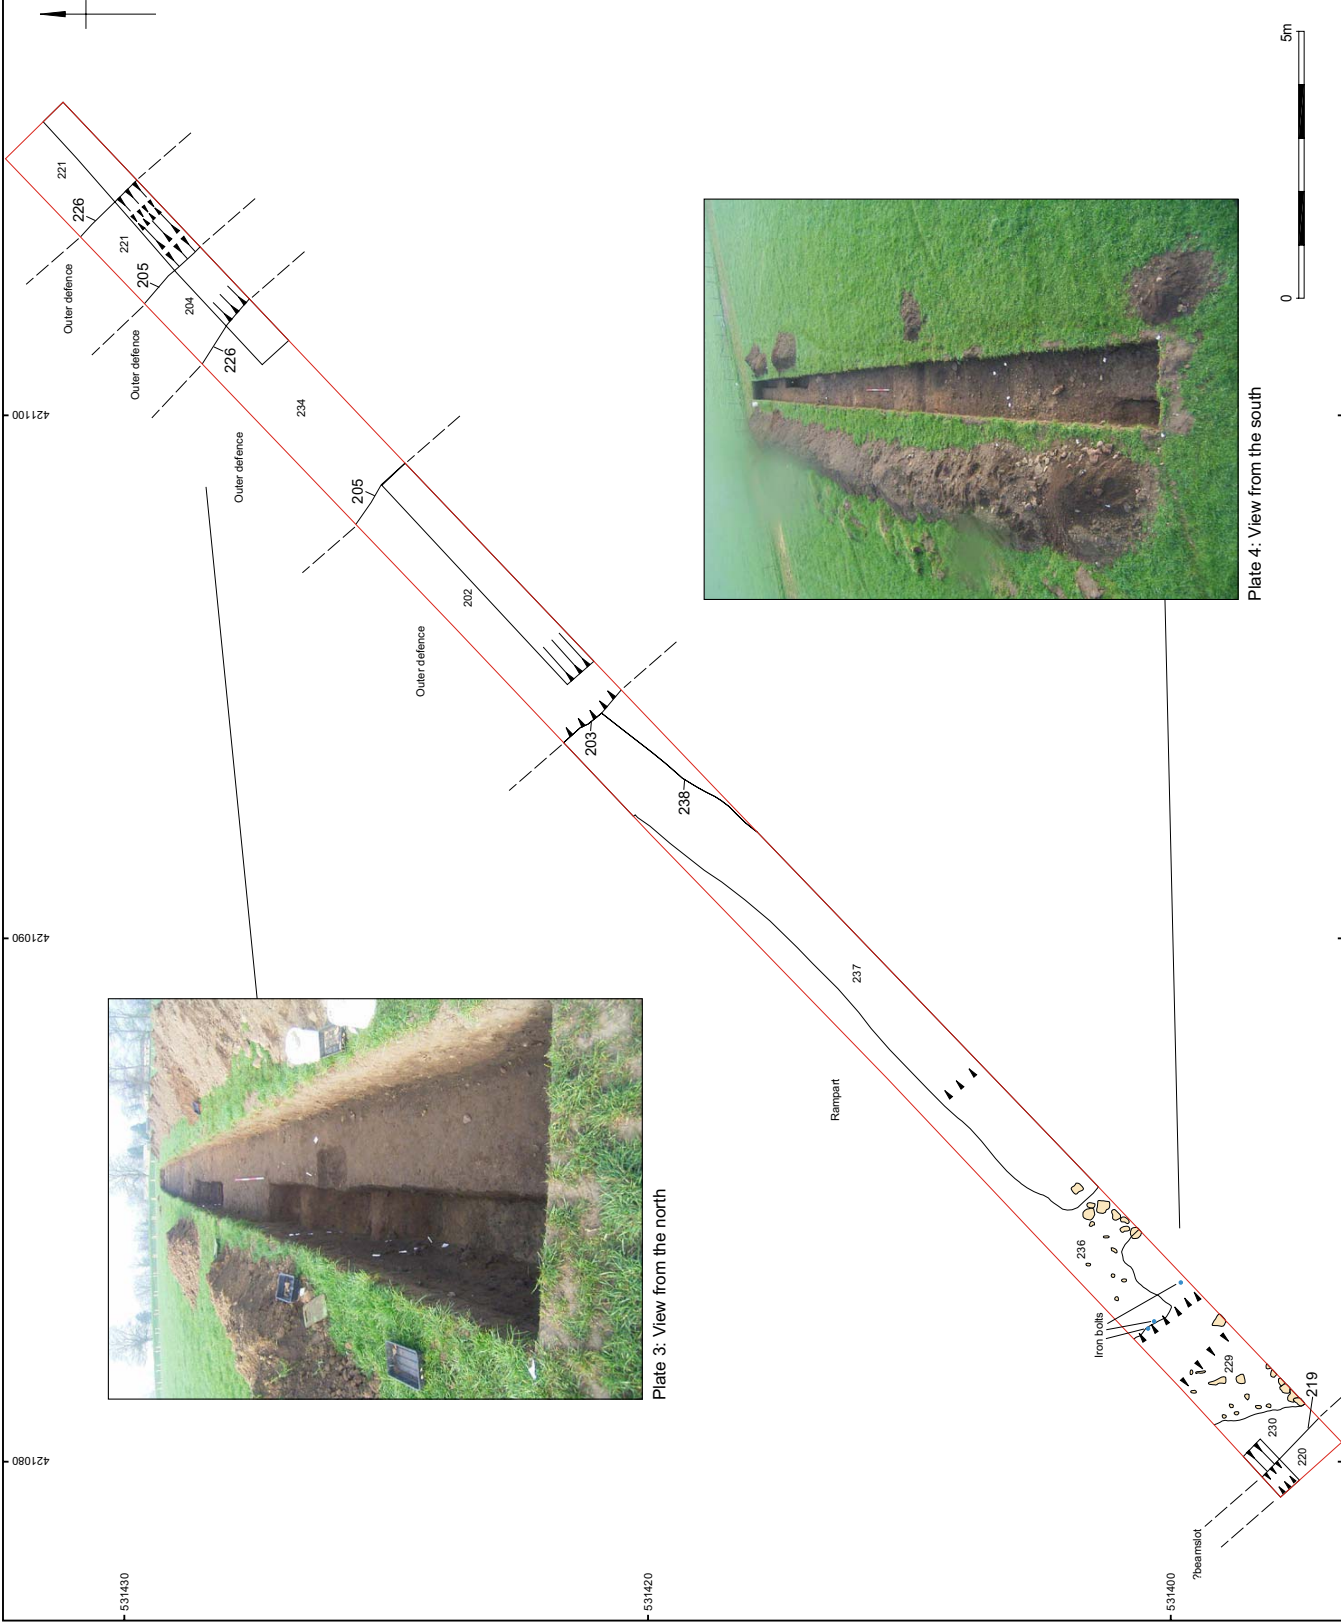 5m
0
221
226
221
205
204
226
234
205
202
203
238
237
236
229
230
219
220
Outer defence
Outer defence
Outer defence
Outer defence
Rampart
Iron bolts
?beamslot
421100
421090
421080
531430
531420
531400
Plate 3: View from the north
Plate 4: View from the south